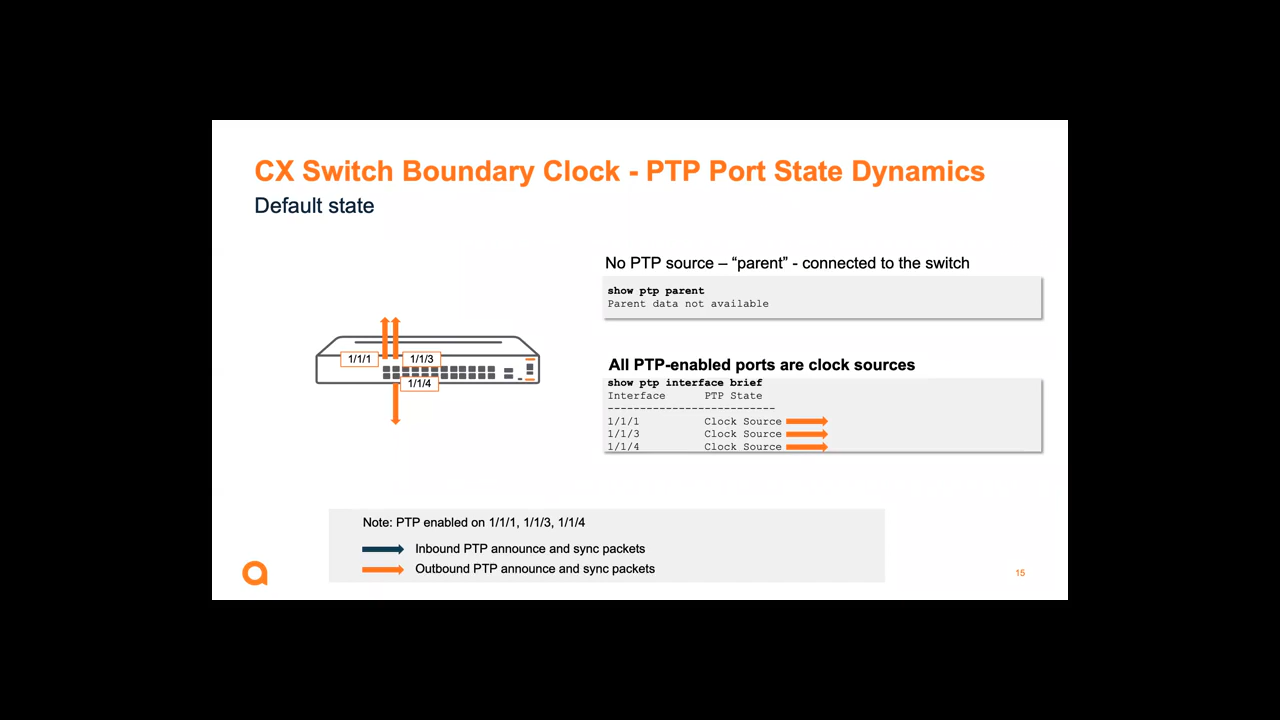 CX Switch Boundary Clock - PTP Port State Dynamics
Default state
No PTP source – “parent” - connected to the switch
show ptp parent
Parent data not available
1/1/1
1/1/3
1/1/4
All PTP-enabled ports are clock sources
show ptp interface brief
Interface PTP State
--------------------------
1/1/1 Clock Source
1/1/3 Clock Source
1/1/4 Clock Source
Note: PTP enabled on 1/1/1, 1/1/3, 1/1/4
Inbound PTP announce and sync packets
Outbound PTP announce and sync packets
15